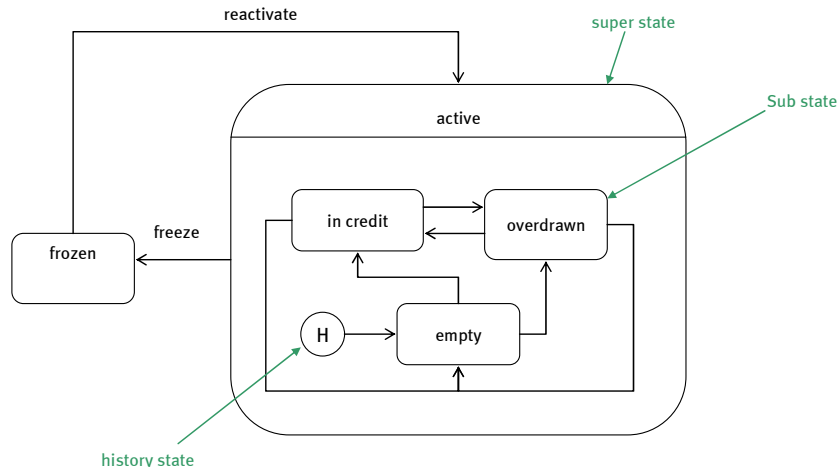 reactivate
super state
Sub state
active
in credit
overdrawn
freeze
frozen
H
empty
history state